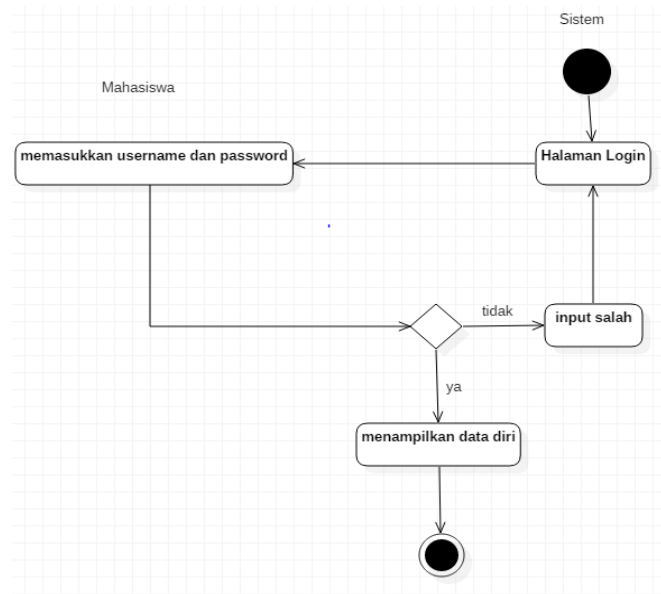 Sistem
Mahasiswa
memasukkan username dan password
Halaman Login
tidak
input salah
ya
menampilkan data diri